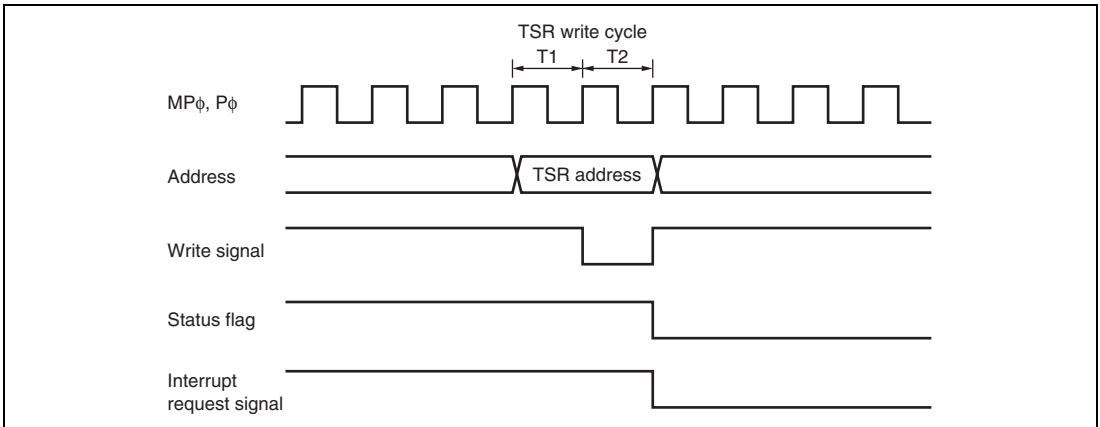 TSR write cycle
T1 T2
MPϕ, Pϕ
Address
TSR address
Write signal
Status flag
Interrupt
request signal